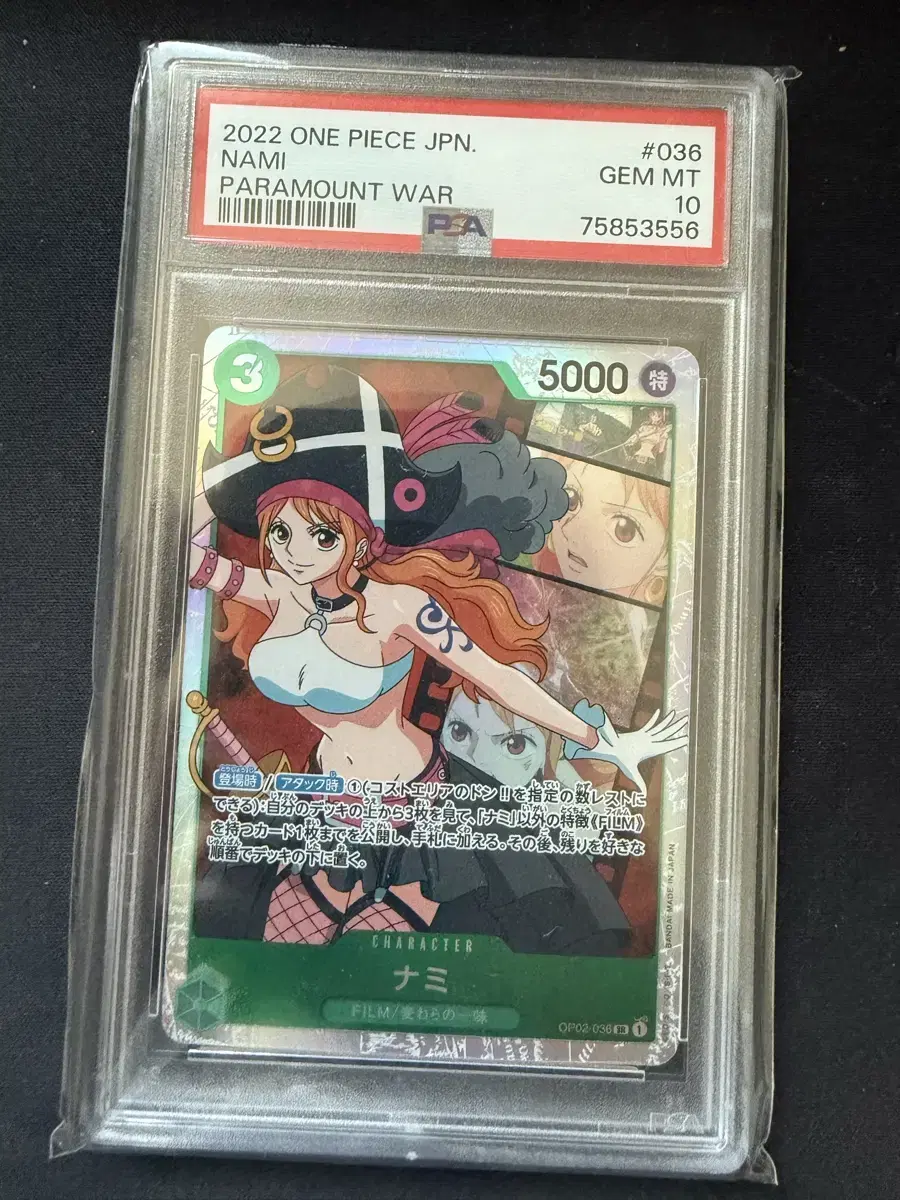 2022 ONE PIECE JPN.
#036
NAMI
GEM MT
PARAMOUNT WAR
10
PSA
75853556
3
5000
特
登場時/アタック時 ①(コストエリアのドン!!を指定の数レストに
できる):自分のデッキの上から3枚を見て、「ナミ」以外の特徴《FILM》
を持つカード1枚までを公開し、手札に加える。その後、残りを好きな
順番でデッキの下に置く。
BANDAI MADE IN JAPAN
CHARACTER
ナミ
FILM/麦わらの一味
OP02-036 SR 1